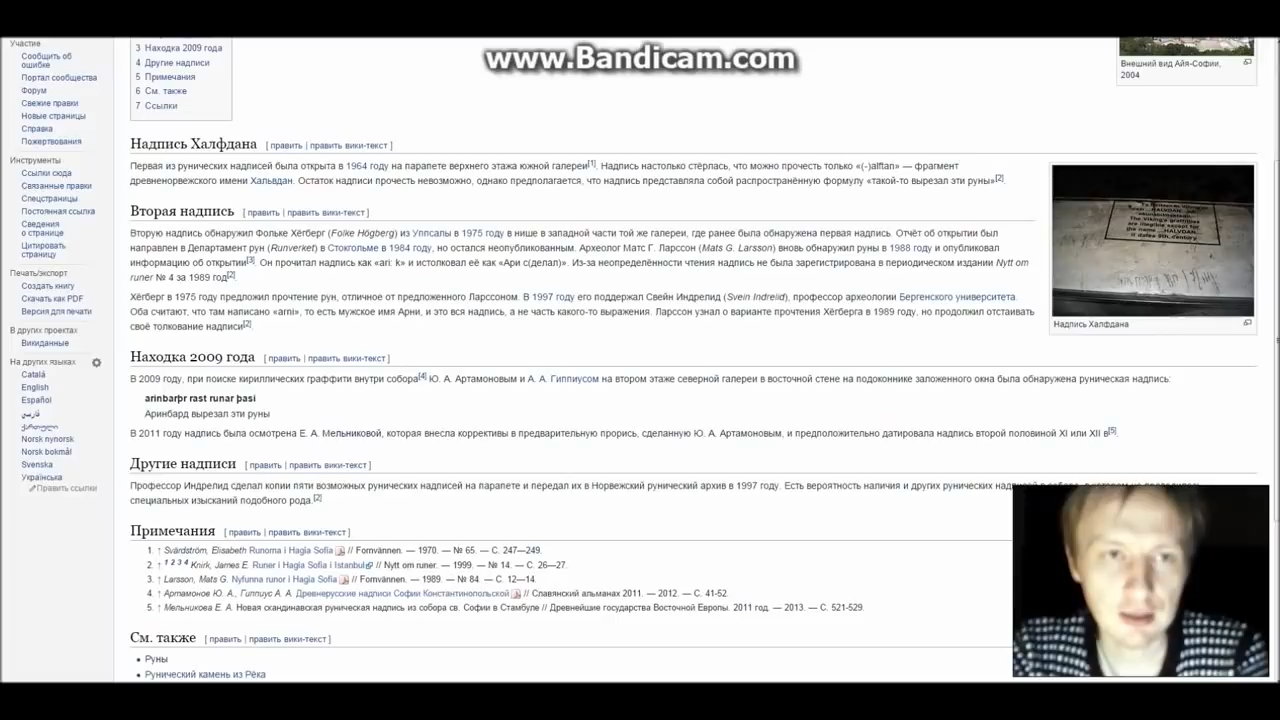 www.Bandicam.com
Участие
Сообщить об
ошибке
Портал сообщества
Форум
Свежие правки
Новые страницы
Справка
Пожертвования
Инструменты
Ссылки сюда
Связанные правки
Спецстраницы
Постоянная ссылка
Сведения
о странице
Цитировать
страницу
Печать/экспорт
Создать книгу
Скачать как PDF
Версия для печати
В других проектах
Викиданные
На других языках
Català
English
Español
فارسی
ქართული
Norsk nynorsk
Norsk bokmål
Svenska
Українська
Править ссылки
3 Находка 2009 года
4 Другие надписи
5 Примечания
6 См. также
7 Ссылки
Внешний вид Айя-Софии,
2004
Надпись Халфдана [ править | править вики-текст ]
Первая из рунических надписей была открыта в 1964 году на парапете верхнего этажа южной галереи[1]. Надпись настолько стёрлась, что можно прочесть только «(-)alftan» — фрагмент
древненорвежского имени Хальвдан. Остаток надписи прочесть невозможно, однако предполагается, что надпись представляла собой распространённую формулу «такой-то вырезал эти руны»[2].
Вторая надпись [ править | править вики-текст ]
Вторую надпись обнаружил Фольке Хёгберг (Folke Högberg) из Уппсалы в 1975 году в нише в западной части той же галереи, где ранее была обнаружена первая надпись. Отчёт об открытии был
направлен в Департамент рун (Runverket) в Стокгольме в 1984 году, но остался неопубликованным. Археолог Матс Г. Ларссон (Mats G. Larsson) вновь обнаружил руны в 1988 году и опубликовал
информацию об открытии[3]. Он прочитал надпись как «ari: k» и истолковал её как «Ари с(делал)». Из-за неопределённости чтения надпись не была зарегистрирована в периодическом издании Nytt om
runer № 4 за 1989 год[2].
Хёгберг в 1975 году предложил прочтение рун, отличное от предложенного Ларссоном. В 1997 году его поддержал Свейн Индрелид (Svein Indreliđ), профессор археологии Бергенского университета.
Оба считают, что там написано «arni», то есть мужское имя Арни, и это вся надпись, а не часть какого-то выражения. Ларссон узнал о варианте прочтения Хёгберга в 1989 году, но продолжил отстаивать
своё толкование надписи[2].
Надпись Халфдана
Находка 2009 года [ править | править вики-текст ]
В 2009 году, при поиске кириллических граффити внутри собора[4] Ю. А. Артамоновым и А. А. Гиппиусом на втором этаже северной галереи в восточной стене на подоконнике заложенного окна была обнаружена руническая надпись:
arinbarþr rast runar þasi
Аринбард вырезал эти руны
В 2011 году надпись была осмотрена Е. А. Мельниковой, которая внесла коррективы в предварительную прорись, сделанную Ю. А. Артамоновым, и предположительно датировала надпись второй половиной XI или XII в[5].
Другие надписи [ править | править вики-текст ]
Профессор Индрелид сделал копии пяти возможных рунических надписей на парапете и передал их в Норвежский рунический архив в 1997 году. Есть вероятность наличия и других рунических
специальных изысканий подобного рода.[2]
Примечания [ править | править вики-текст ]
1. ↑ Svärdström, Elisabeth Runorna i Hagia Sofia // Fornvännen. — 1970. — № 65. — С. 247—249.
2. ↑ 1 2 3 4 Knirk, James E. Runer i Hagia Sofia i Istanbul // Nytt om runer. — 1999. — № 14. — С. 26—27.
3. ↑ Larsson, Mats G. Nyfunna runor i Hagia Sofia // Fornvännen. — 1989. — № 84. — С. 12—14.
4. ↑ Артамонов Ю. А., Гиппиус А. А. Древнерусские надписи Софии Константинопольской // Славянский альманах 2011. — 2012. — С. 41-52.
5. ↑ Мельникова Е. А. Новая скандинавская руническая надпись из собора св. Софии в Стамбуле // Древнейшие государства Восточной Европы. 2011 год. — 2013. — С. 521-529.
См. также [ править | править вики-текст ]
Руны
Рунический камень из Рёка